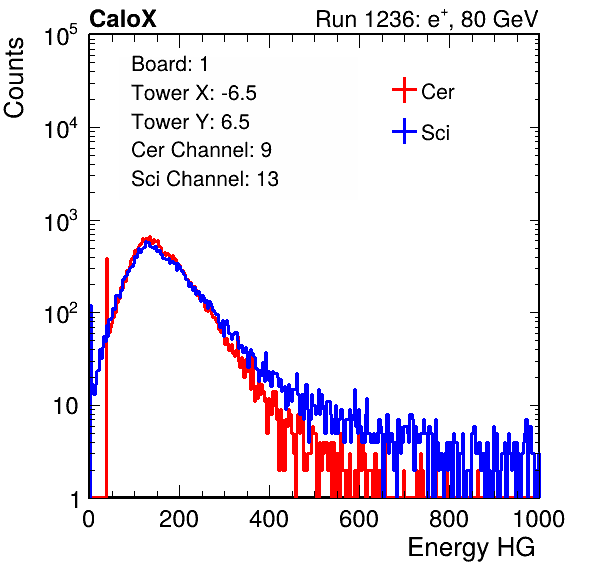 CaloX
Run 1236: e+, 80 GeV
Counts
Board: 1
Tower X: -6.5
Tower Y: 6.5
Cer Channel: 9
Sci Channel: 13
Cer
Sci
10^5
10^4
10^3
10^2
10
1
0 200 400 600 800 1000
Energy HG